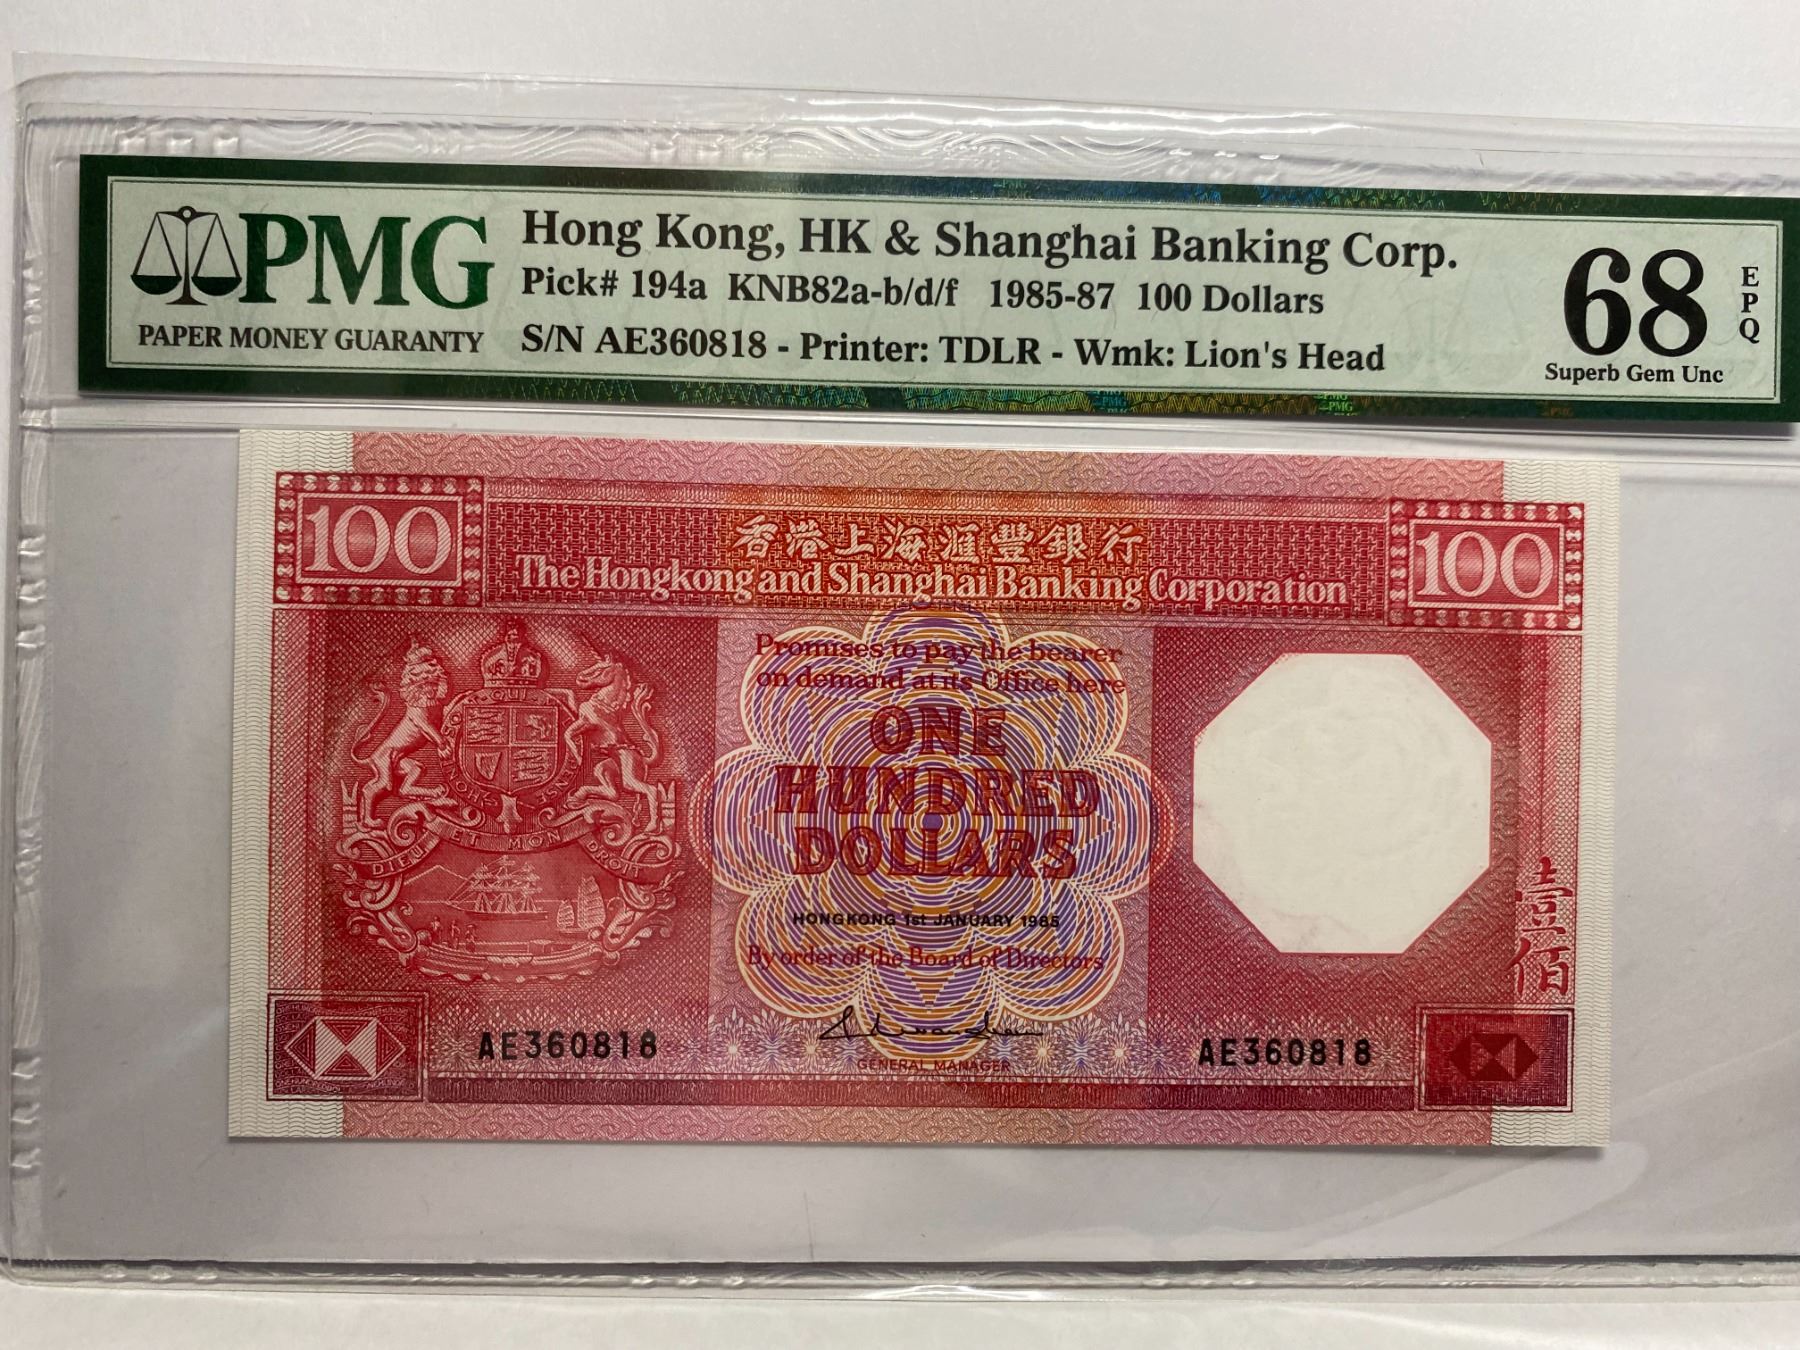 PMG
PAPER MONEY GUARANTY
Hong Kong, HK & Shanghai Banking Corp.
Pick# 194a KNB82a-b/d/f 1985-87 100 Dollars
S/N AE360818 - Printer: TDLR - Wmk: Lion's Head
68
EPQ
Superb Gem Unc
100
香港上海滙豐銀行
The Hongkong and Shanghai Banking Corporation
100
Promises to pay the bearer
on demand at its Office here
ONE
HUNDRED
DOLLARS
HONGKONG 1st JANUARY 1985
By order of the Board of Directors
GENERAL MANAGER
DIEU ET MON DROIT
壹佰
AE360818
AE360818